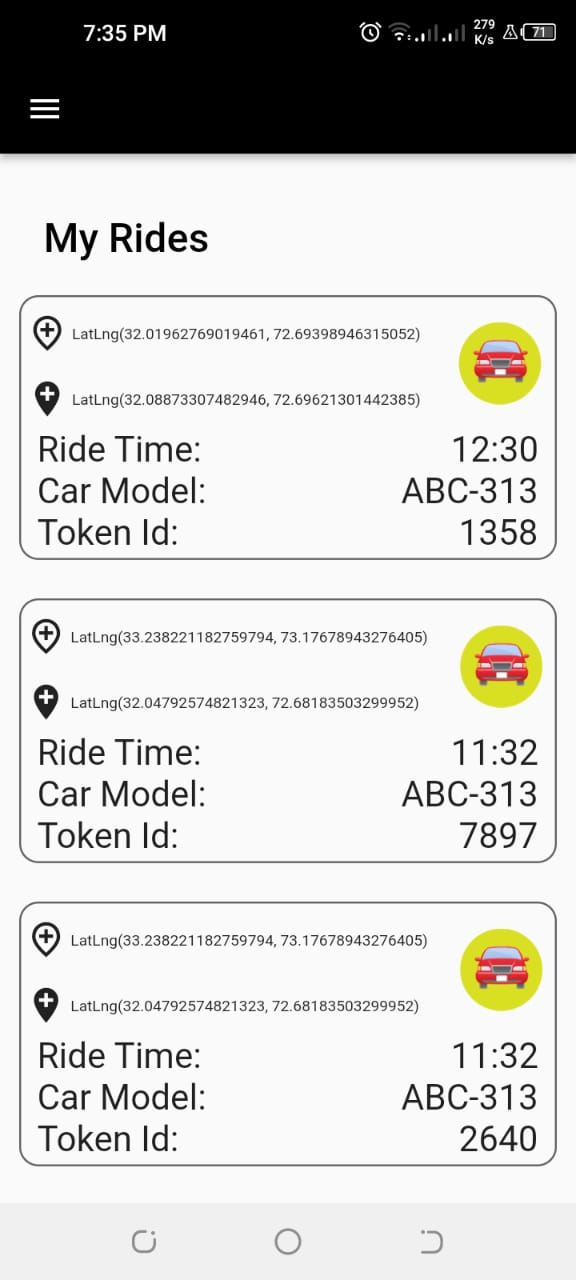 7:35 PM 279 K/s 71
My Rides
LatLng(32.01962769019461, 72.69398946315052)
LatLng(32.08873307482946, 72.69621301442385)
Ride Time: 12:30
Car Model: ABC-313
Token Id: 1358
LatLng(33.238221182759794, 73.17678943276405)
LatLng(32.04792574821323, 72.68183503299952)
Ride Time: 11:32
Car Model: ABC-313
Token Id: 7897
LatLng(33.238221182759794, 73.17678943276405)
LatLng(32.04792574821323, 72.68183503299952)
Ride Time: 11:32
Car Model: ABC-313
Token Id: 2640